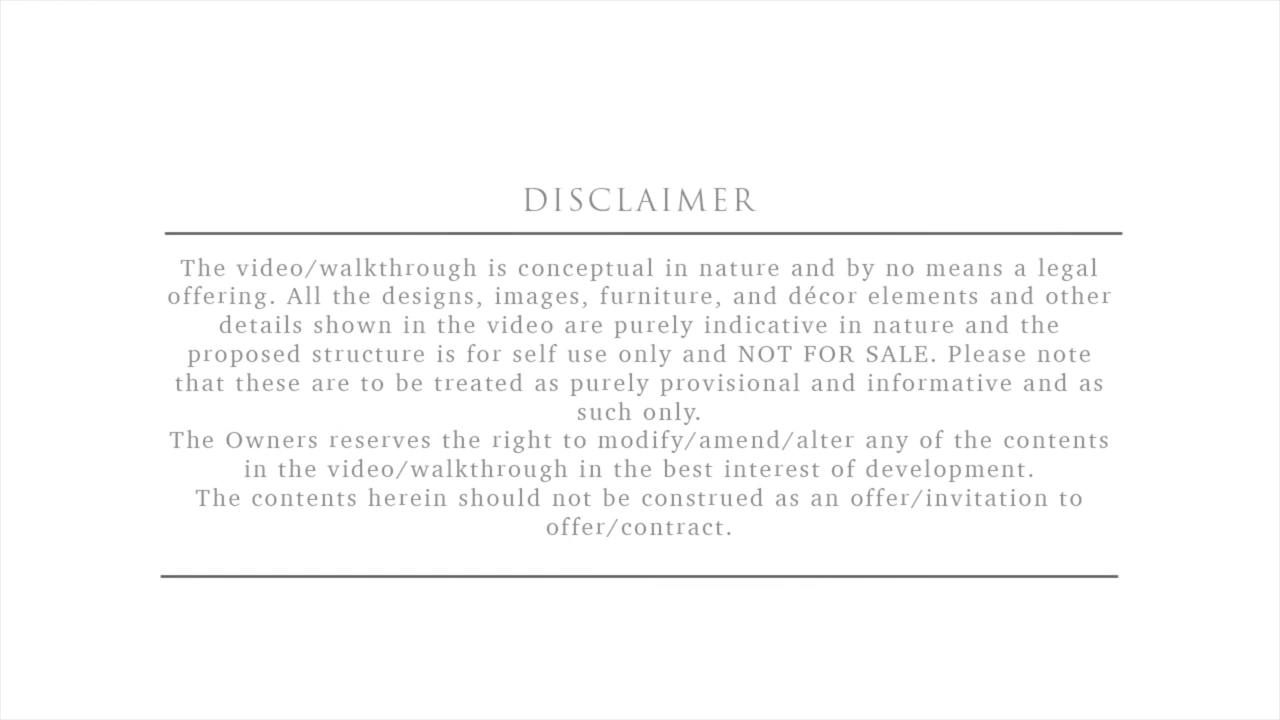 DISCLAIMER
The video/walkthrough is conceptual in nature and by no means a legal
offering. All the designs, images, furniture, and décor elements and other
details shown in the video are purely indicative in nature and the
proposed structure is for self use only and NOT FOR SALE. Please note
that these are to be treated as purely provisional and informative and as
such only.
The Owners reserves the right to modify/amend/alter any of the contents
in the video/walkthrough in the best interest of development.
The contents herein should not be construed as an offer/invitation to
offer/contract.